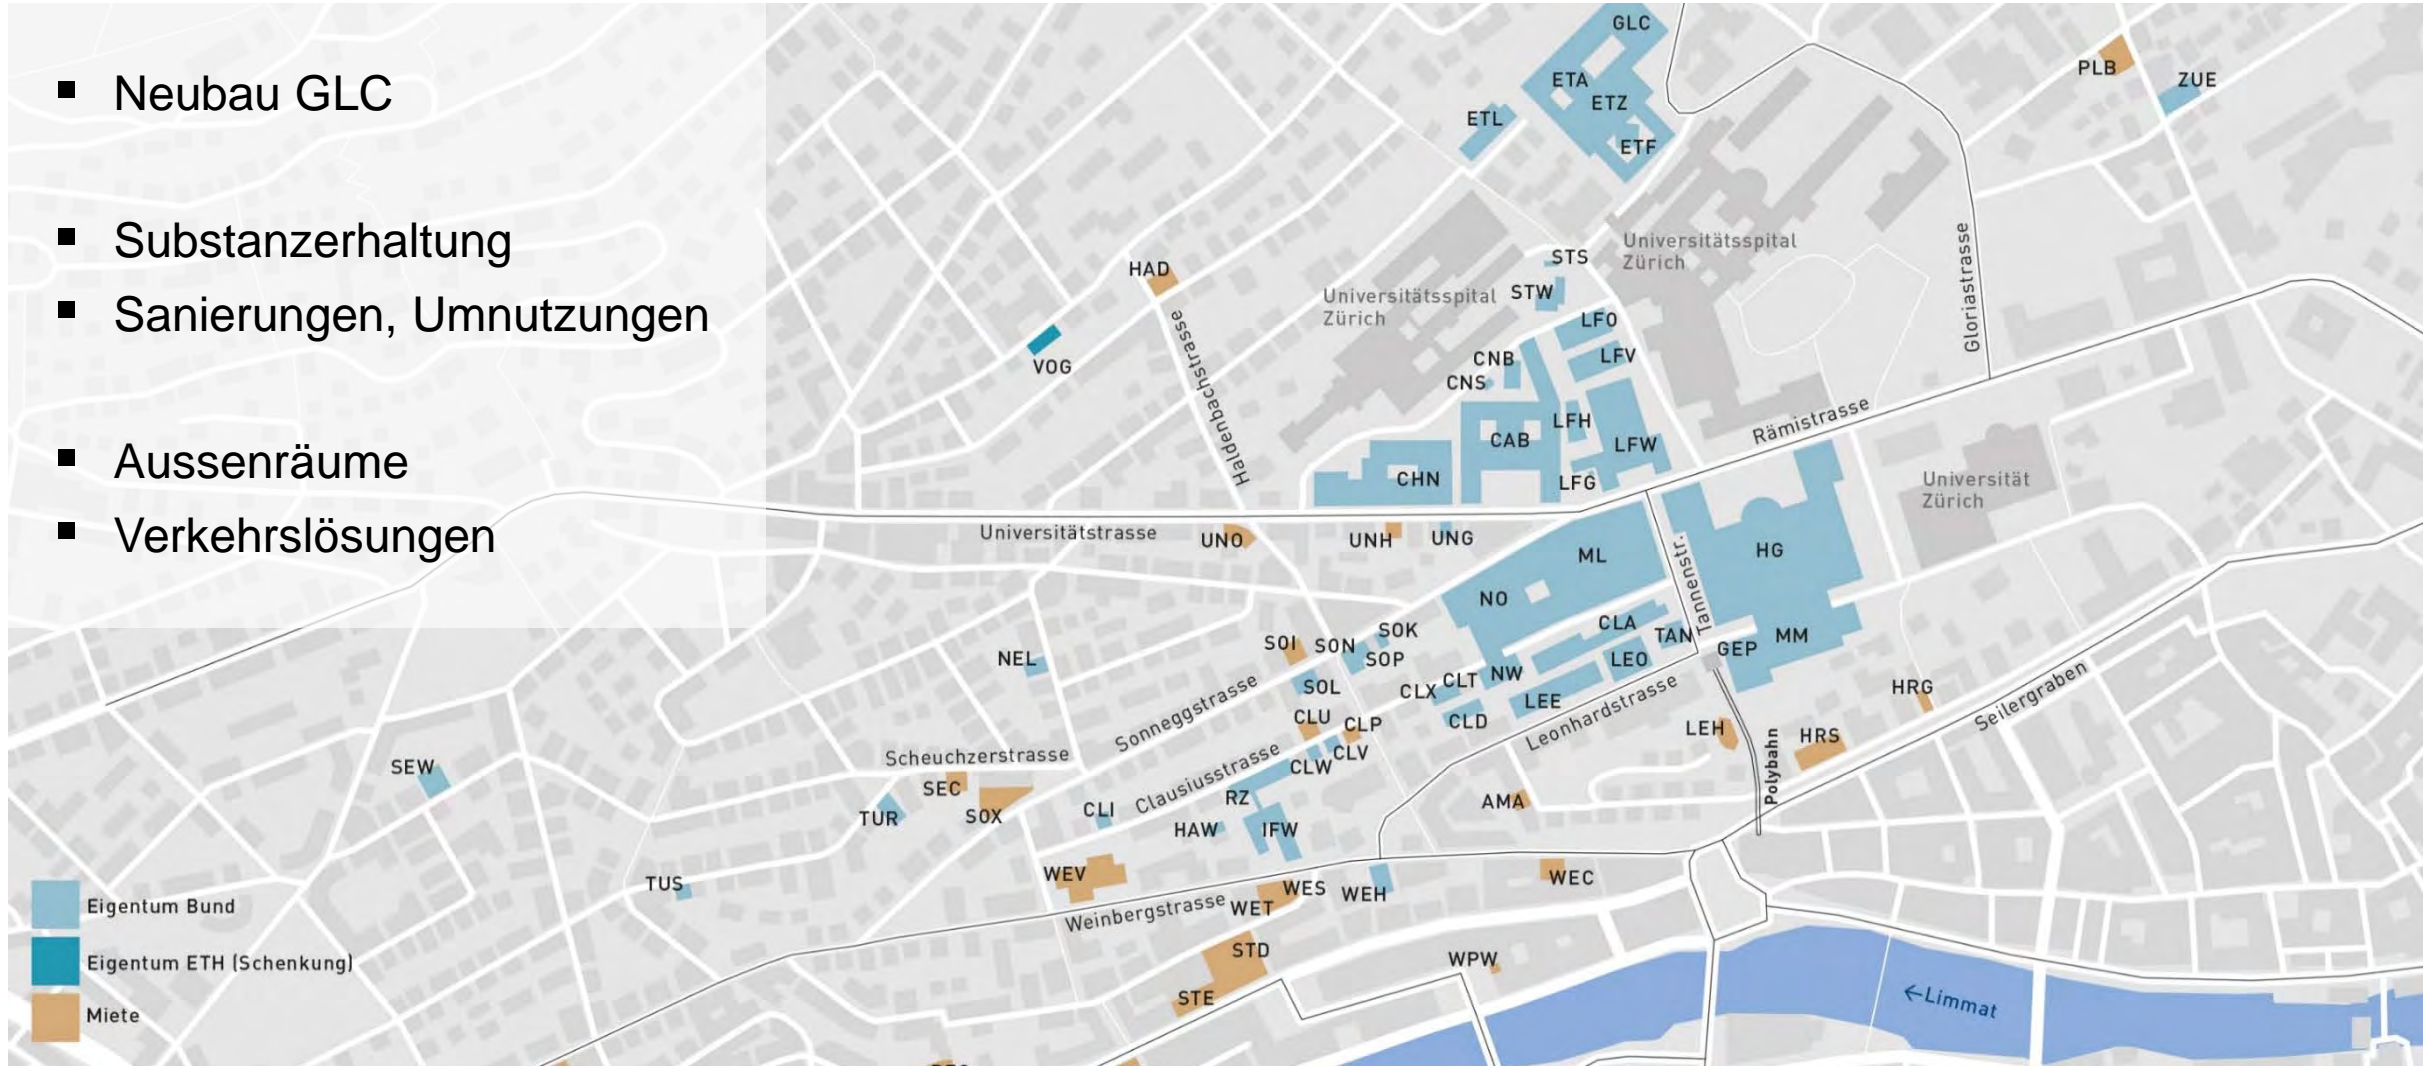 Neubau GLC
Substanzerhaltung
Sanierungen, Umnutzungen
Aussenräume
Verkehrslösungen
GLC
ETA
ETZ
ETL
ETF
PLB
ZUE
Universitätsspital
Zürich
STS
HAD
Universitätsspital
Zürich
STW
Gloriastrasse
LFO
VOG
Haldenbachstrasse
CNB
LFV
CNS
Rämistrasse
LFH
CAB
LFW
CHN
LFG
Universität
Zürich
Universitätstrasse
UNO
UNH
UNG
ML
HG
Tannenstr.
NO
CLA
TAN
MM
GEP
SOI
SON
SOK
SOP
NEL
LEO
NW
CLT
CLX
SOL
LEE
HRG
Sonneggstrasse
CLU
CLP
CLD
Leonhardstrasse
LEH
HRS
Seilergraben
Polybahn
Scheuchzerstrasse
CLV
CLW
SEW
SEC
Clausiusstrasse
RZ
AMA
TUR
SOX
CLI
HAW
IFW
WEV
WEC
TUS
WES
WEH
Weinbergstrasse
WET
STD
WPW
STE
←Limmat
Eigentum Bund
Eigentum ETH (Schenkung)
Miete